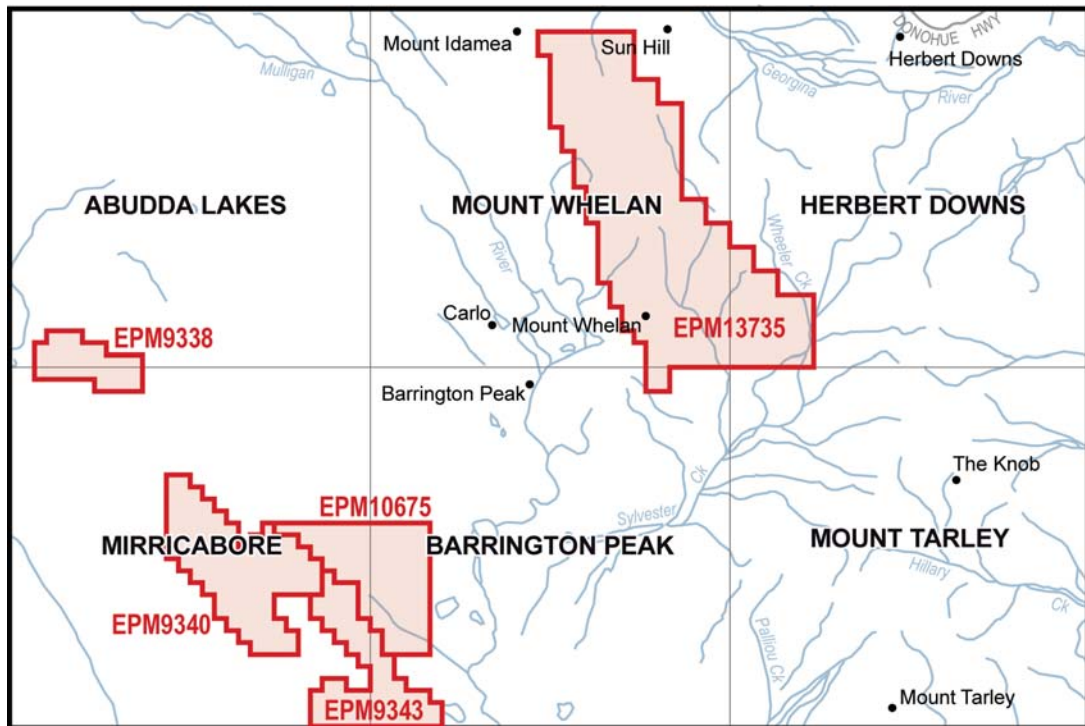 DONOHUE HWY
Mount Idamea
Sun Hill
Herbert Downs
Mulligan
Georgina
River
ABUDDA LAKES
MOUNT WHELAN
HERBERT DOWNS
Wheeler Ck
River
Carlo
Mount Whelan
EPM13735
EPM9338
Barrington Peak
The Knob
Ck
EPM10675
Sylvester
MIRRICABORE
BARRINGTON PEAK
MOUNT TARLEY
Hillary
Ck
EPM9340
Palliou Ck
Mount Tarley
EPM9343